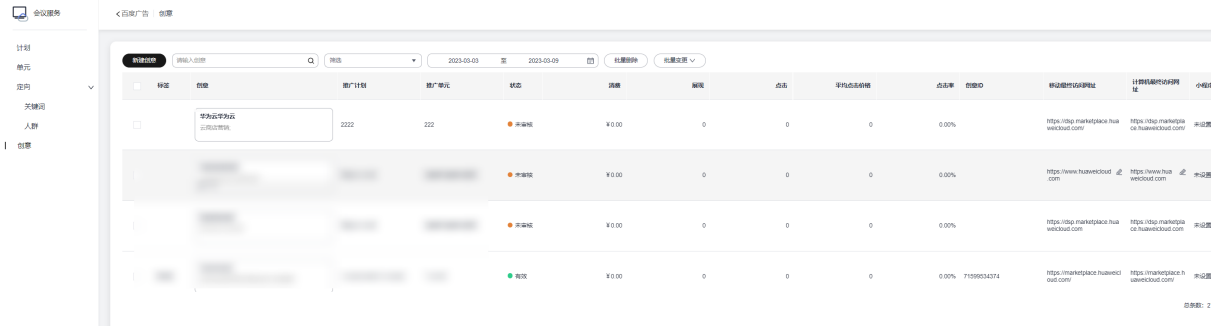 会议服务
百度广告 创意
计划
单元
定向
关键词
人群
创意
新建创意 请输入创意 筛选 2023-03-03 至 2023-03-09 批量删除 批量变更
标签 创意 推广计划 推广单元 状态 消费 展现 点击 平均点击价格 点击率 创意ID 移动最终访问网址 计算机最终访问网址 小程序
华为云华为云
云商店营销
2222 222 未审核 ¥0.00 0 0 0 0.00% https://dsp.marketplace.huaweicloud.com/ https://dsp.marketplace.huaweicloud.com/ 未设置
未审核 ¥0.00 0 0 0 0.00% https://www.huaweicloud.com https://www.huaweicloud.com 未设置
未审核 ¥0.00 0 0 0 0.00% https://dsp.marketplace.huaweicloud.com https://dsp.marketplace.huaweicloud.com 未设置
有效 ¥0.00 0 0 0 0.00% 71599534374 https://marketplace.huaweicloud.com/ https://marketplace.huaweicloud.com/ 未设置
总条数: 2